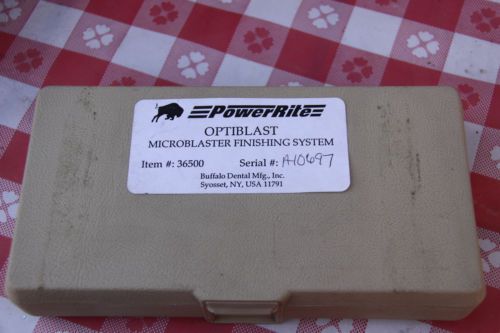 PowerRite
OPTIBLAST
MICROBLASTER FINISHING SYSTEM
Item #: 36500 Serial #: A10697
Buffalo Dental Mfg., Inc.
Syosset, NY, USA 11791